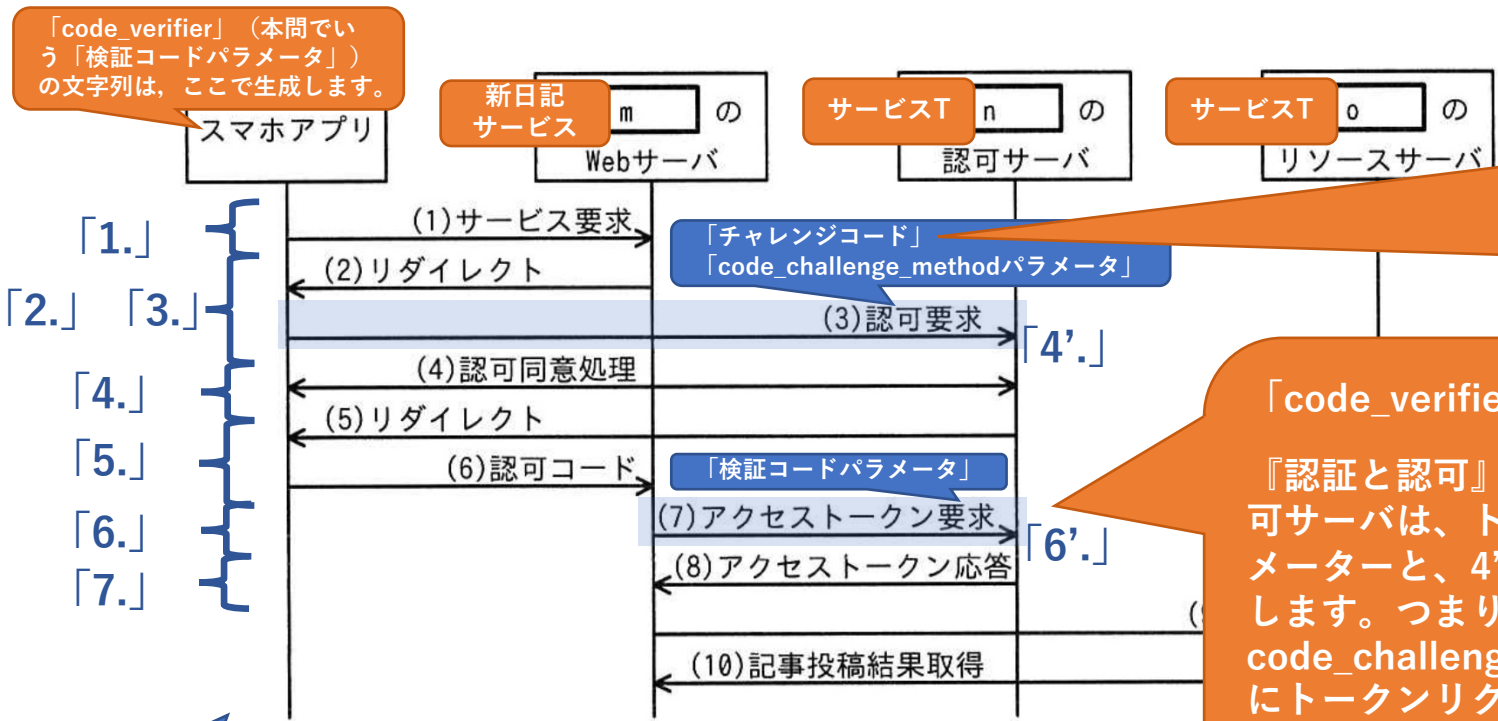 「code_verifier」（本問でい
う「検証コードパラメータ」）
の文字列は，ここで生成します。
スマホアプリ
新日記
サービス
m の
Webサーバ
サービスT
n の
認可サーバ
サービスT
o の
リソースサーバ
「1.」
(1)サービス要求
「チャレンジコード」
「code_challenge_methodパラメータ」
(2)リダイレクト
「2.」「3.」
(3)認可要求
「4’.」
(4)認可同意処理
「4.」
(5)リダイレクト
「5.」
(6)認可コード
「検証コードパラメータ」
(7)アクセストークン要求
「6’.」
「6.」
(8)アクセストークン応答
「7.」
(10)記事投稿結果取得
「code_verifie
『認証と認可』
可サーバは、ト
メーターと、4’
します。つまり
code_challeng
にトークンリク